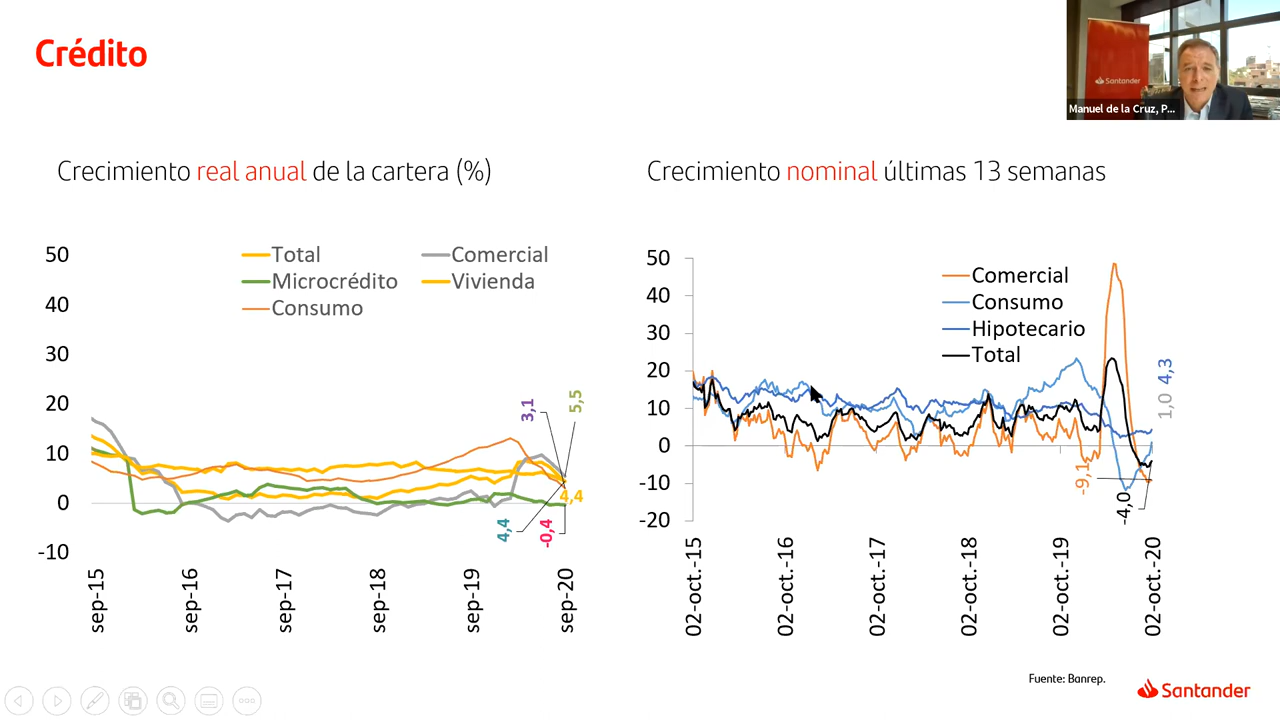 Crédito
Santander
Manuel de la Cruz, P...
Crecimiento real anual de la cartera (%)
50
40
30
20
10
0
-10
Total
Comercial
Microcrédito
Vivienda
Consumo
3,1
5,5
4,4
4,4
-0,4
sep-15
sep-16
sep-17
sep-18
sep-19
sep-20
Crecimiento nominal últimas 13 semanas
50
40
30
20
10
0
-10
-20
Comercial
Consumo
Hipotecario
Total
1,0 4,3
-9,1
-4,0
02-oct.-15
02-oct.-16
02-oct.-17
02-oct.-18
02-oct.-19
02-oct.-20
Fuente: Banrep.
Santander